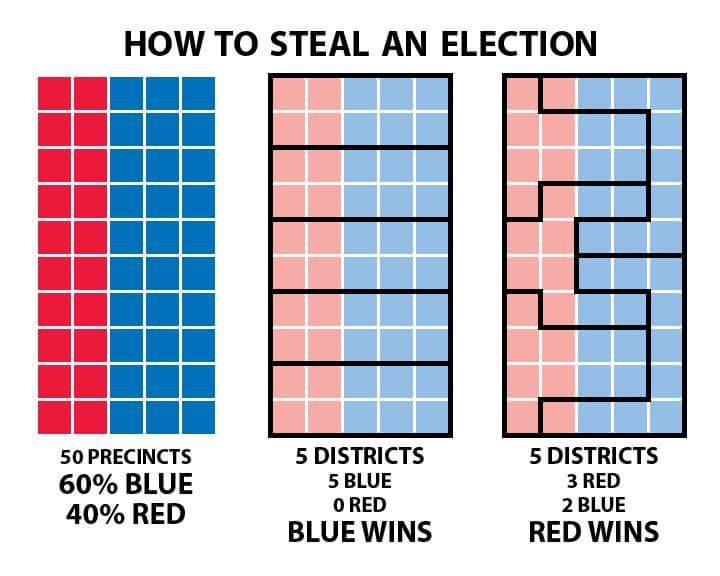 HOW TO STEAL AN ELECTION
50 PRECINCTS
60% BLUE
40% RED
5 DISTRICTS
5 BLUE
0 RED
BLUE WINS
5 DISTRICTS
3 RED
2 BLUE
RED WINS